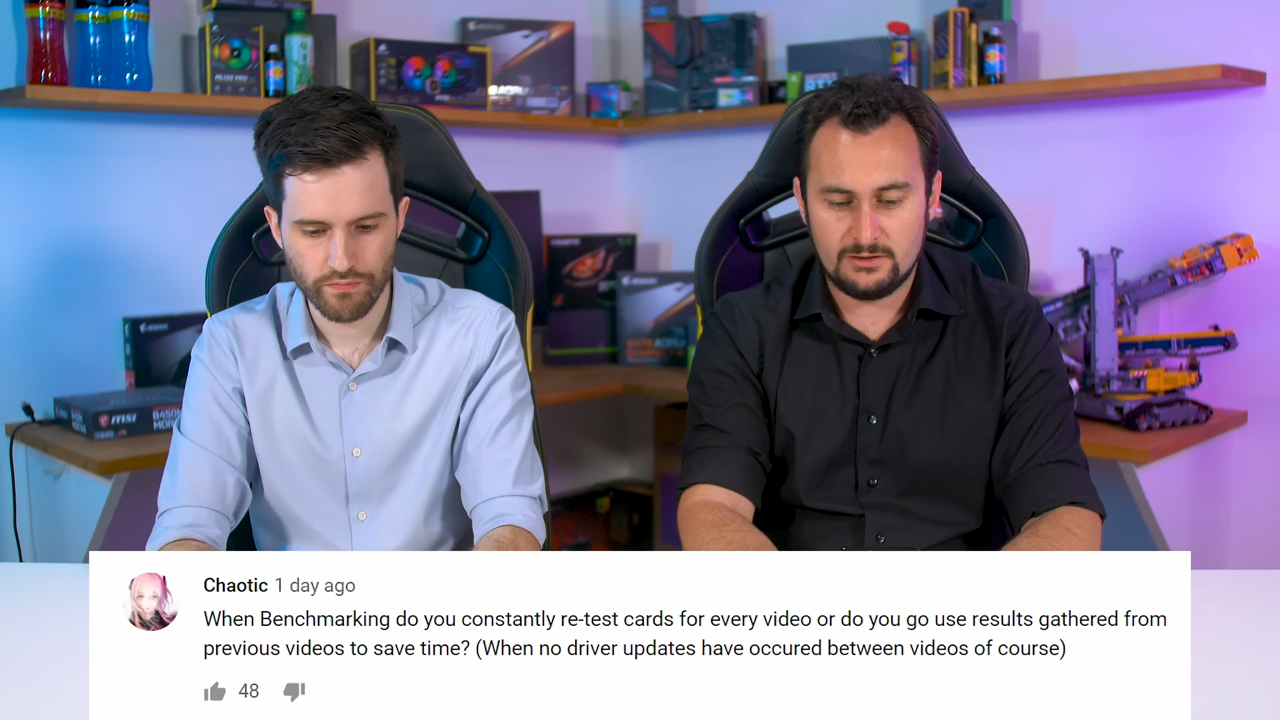 AORUS
msi
B450M
Chaotic 1 day ago
When Benchmarking do you constantly re-test cards for every video or do you go use results gathered from
previous videos to save time? (When no driver updates have occured between videos of course)
48